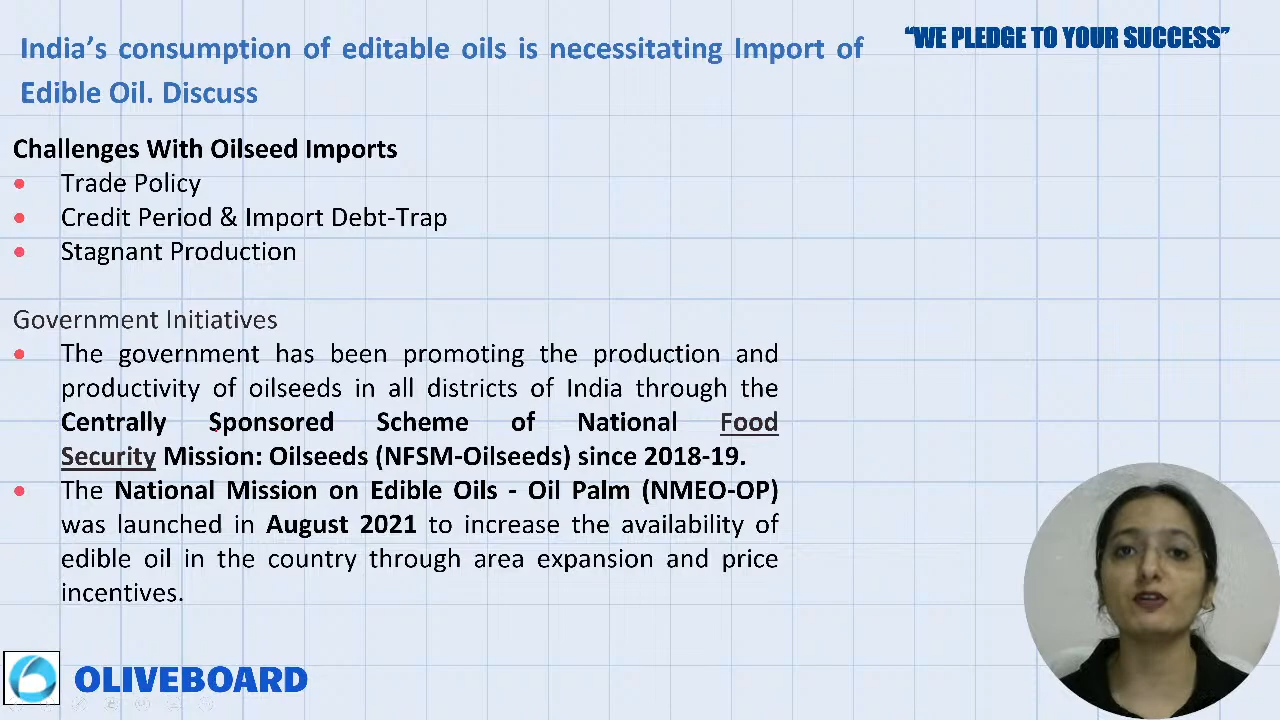 India's consumption of editable oils is necessitating Import of
Edible Oil. Discuss
"WE PLEDGE TO YOUR SUCCESS"
Challenges With Oilseed Imports
• Trade Policy
• Credit Period & Import Debt-Trap
• Stagnant Production
Government Initiatives
• The government has been promoting the production and
productivity of oilseeds in all districts of India through the
Centrally Sponsored Scheme of National Food
Security Mission: Oilseeds (NFSM-Oilseeds) since 2018-19.
• The National Mission on Edible Oils - Oil Palm (NMEO-OP)
was launched in August 2021 to increase the availability of
edible oil in the country through area expansion and price
incentives.
OLIVEBOARD